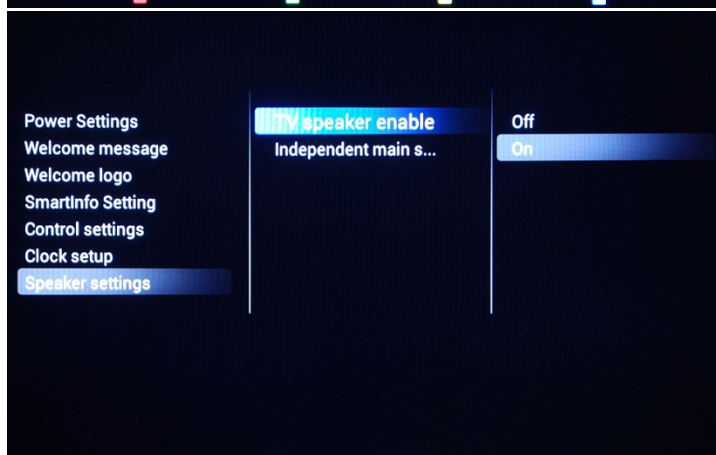 Power Settings
Welcome message
Welcome logo
SmartInfo Setting
Control settings
Clock setup
Speaker settings
TV speaker enable
Independent main s...
Off
On